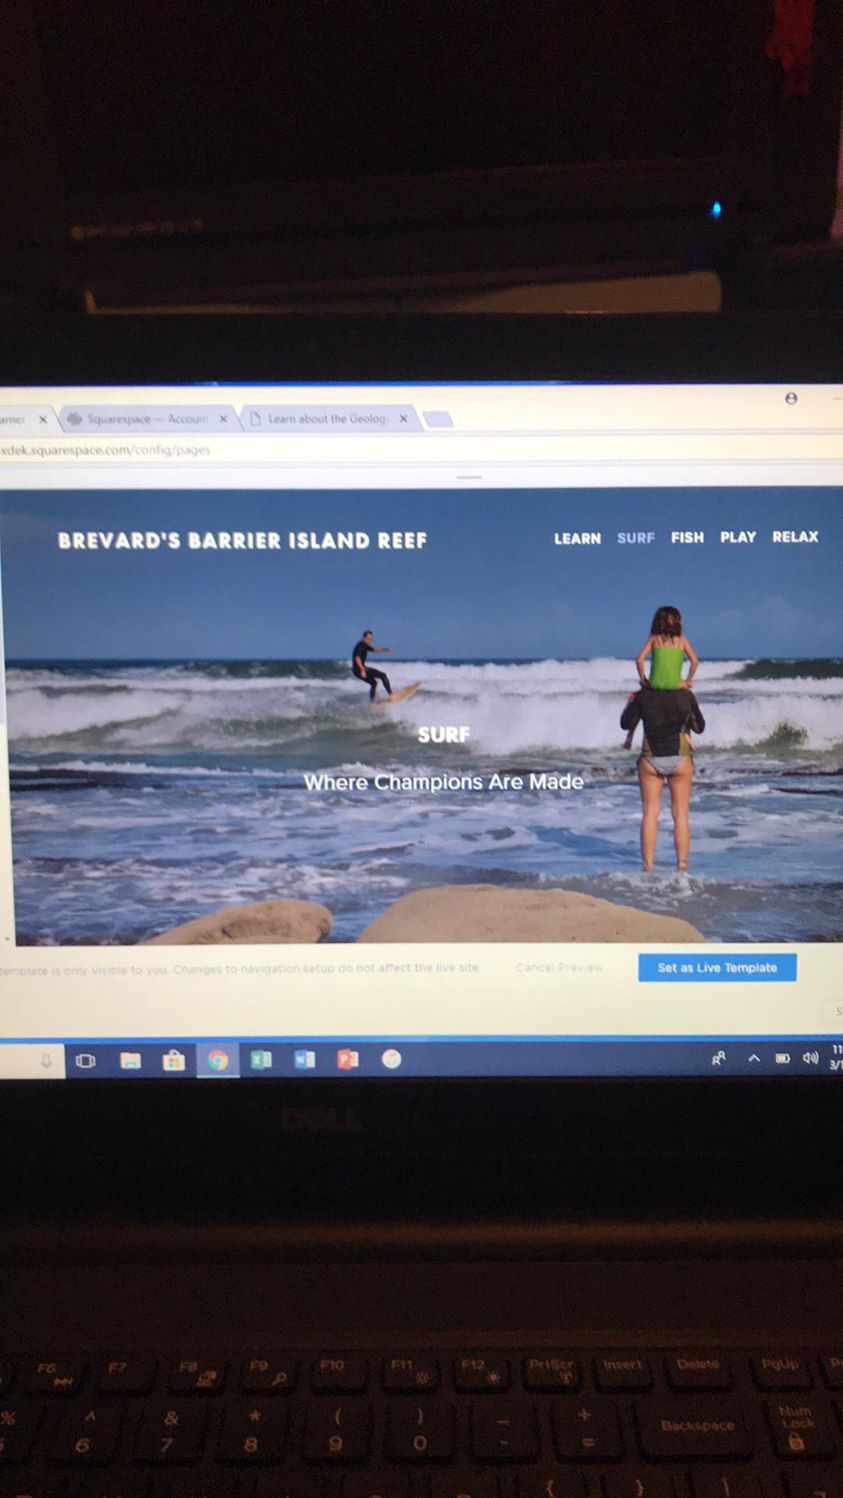 Squarespace — Account
Learn about the Geolog
xdek.squarespace.com/config/pages
BREVARD'S BARRIER ISLAND REEF
LEARN SURF FISH PLAY RELAX
SURF
Where Champions Are Made
template is only visible to you. Changes to navigation setup do not affect the live site.
Cancel Preview
Set as Live Template
11
3/1
DELL
F6 F7 F8 F9 F10 F11 F12 PrtScr Insert Delete PgUp
% ^ & * ( ) _ + Backspace Num Lock
5 6 7 8 9 0 - =
{ }